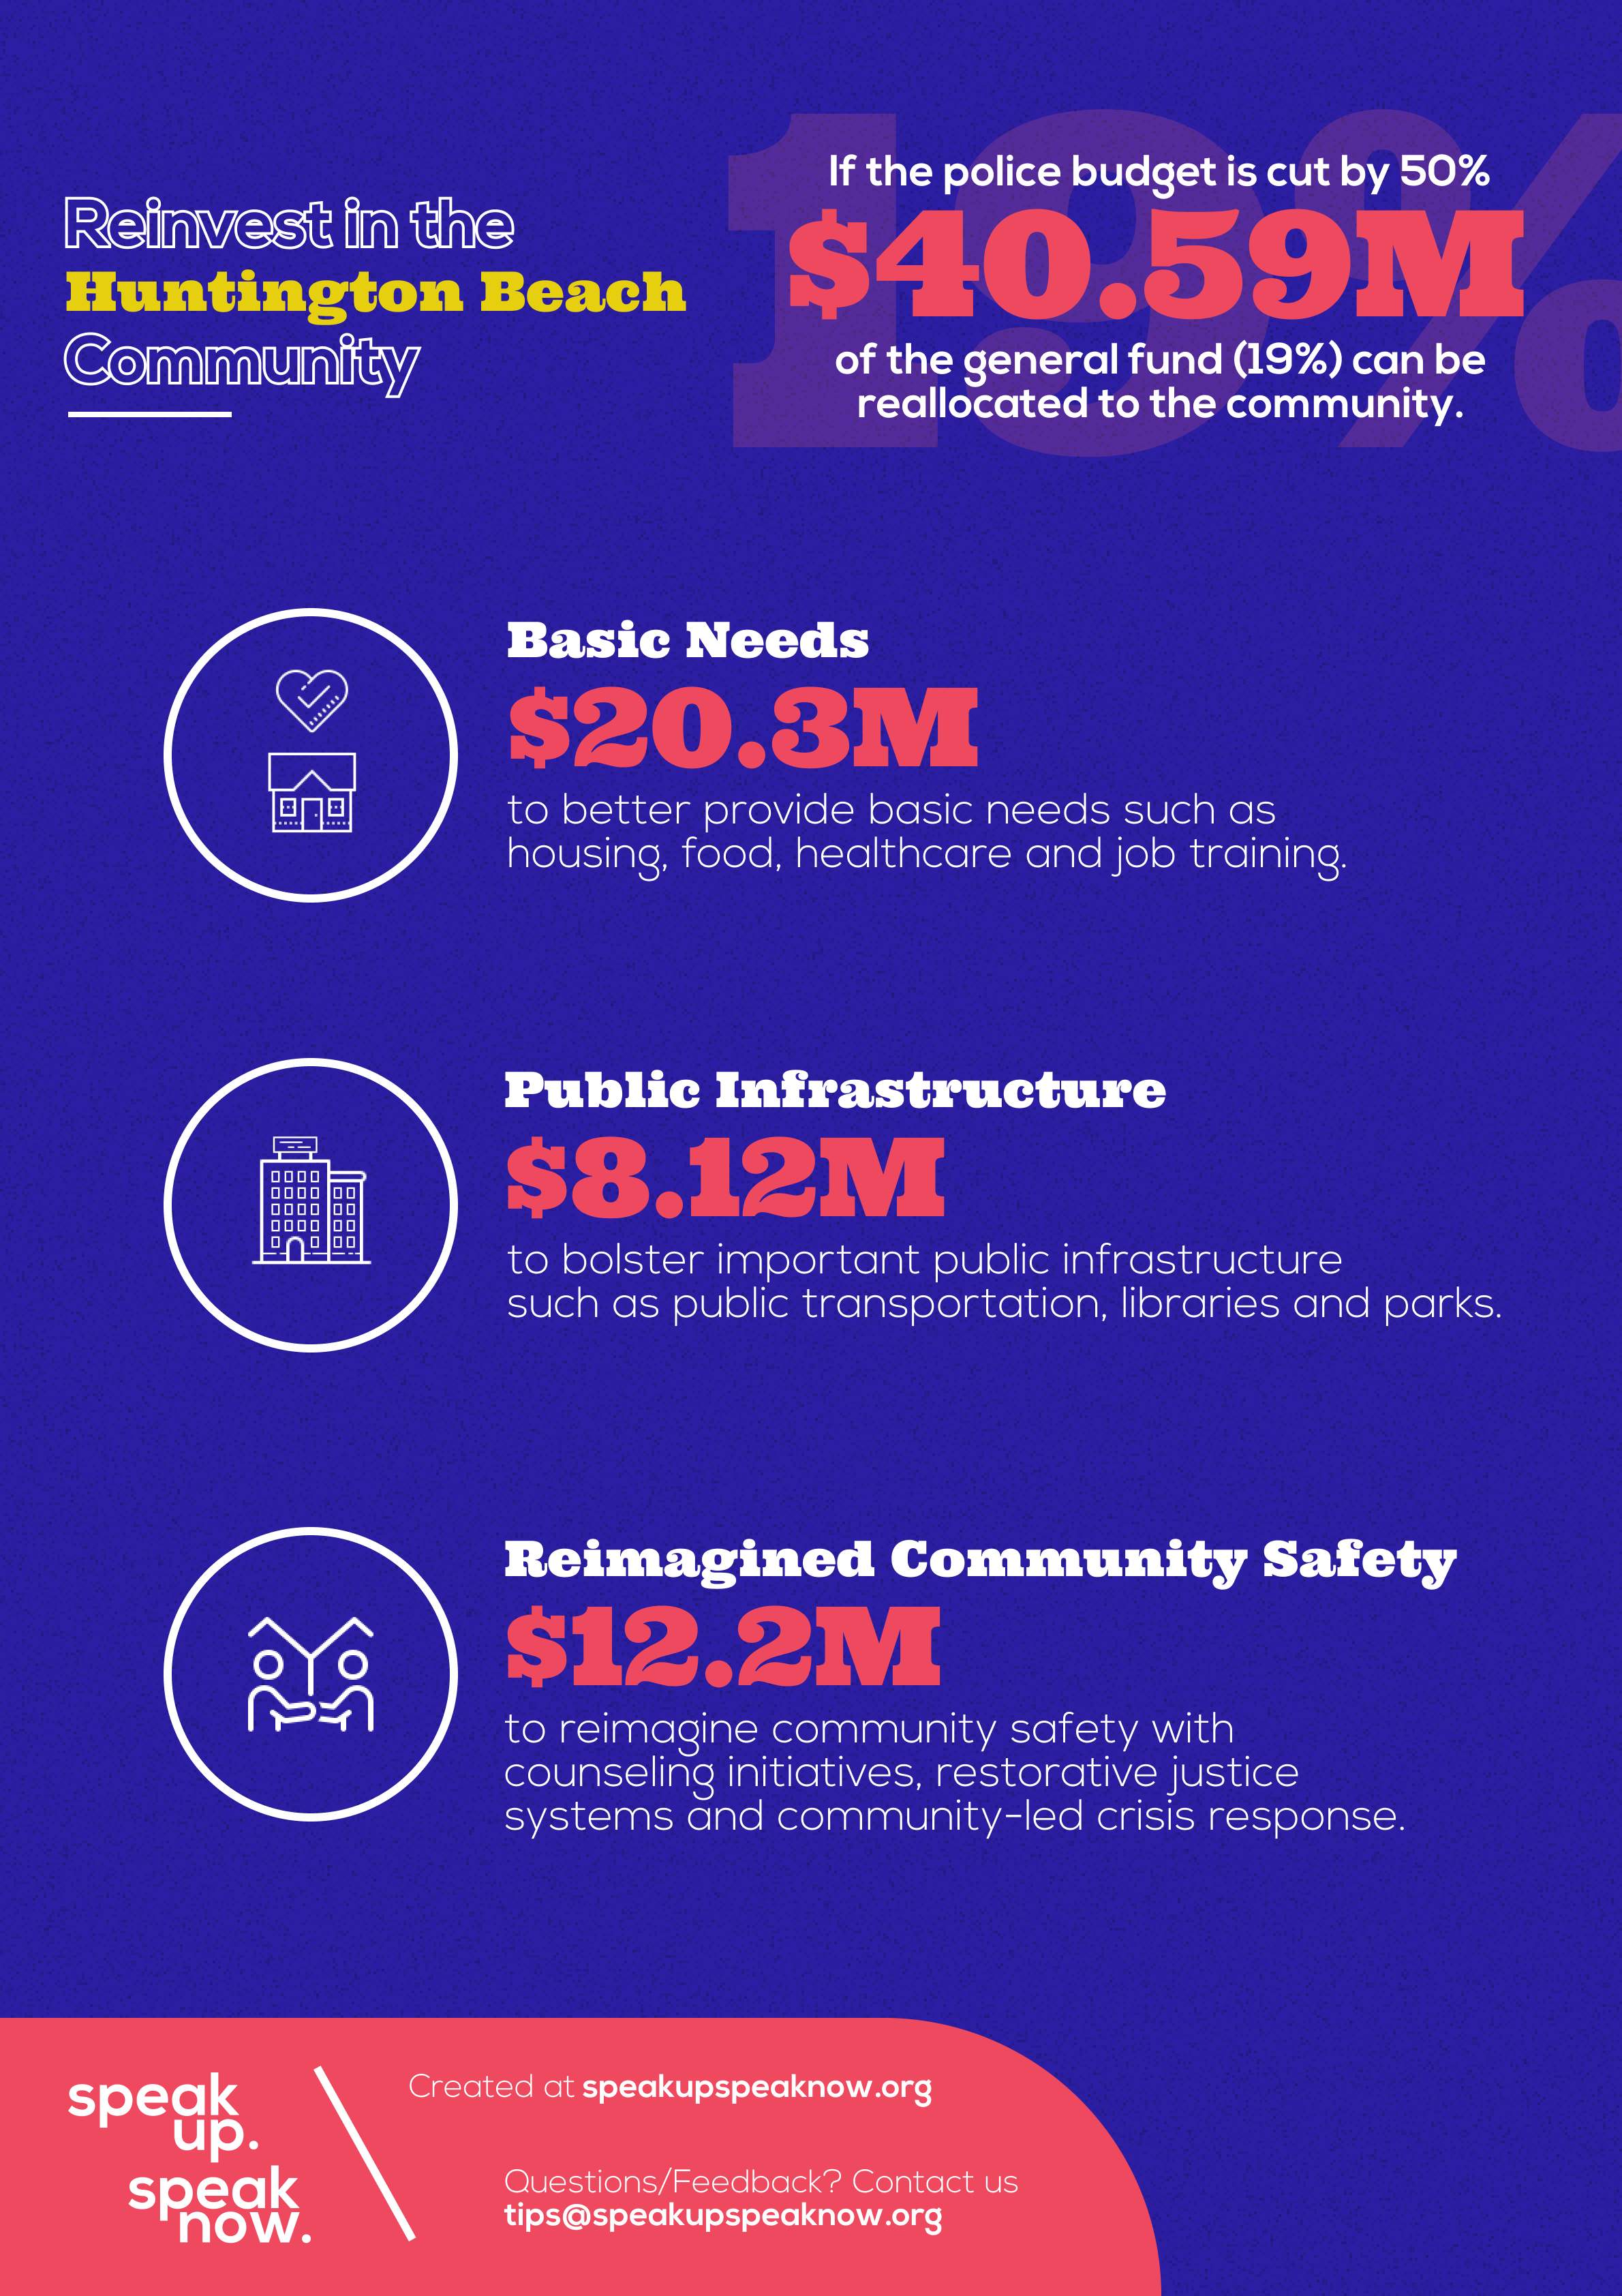 Reinvest in the
Huntington Beach
Community
19%
If the police budget is cut by 50%
$40.59M
of the general fund (19%) can be
reallocated to the community.
Basic Needs
$20.3M
to better provide basic needs such as
housing, food, healthcare and job training.
Public Infrastructure
$8.12M
to bolster important public infrastructure
such as public transportation, libraries and parks.
Reimagined Community Safety
$12.2M
to reimagine community safety with
counseling initiatives, restorative justice
systems and community-led crisis response.
speak
up.
speak
now.
Created at speakupspeaknow.org
Questions/Feedback? Contact us
tips@speakupspeaknow.org